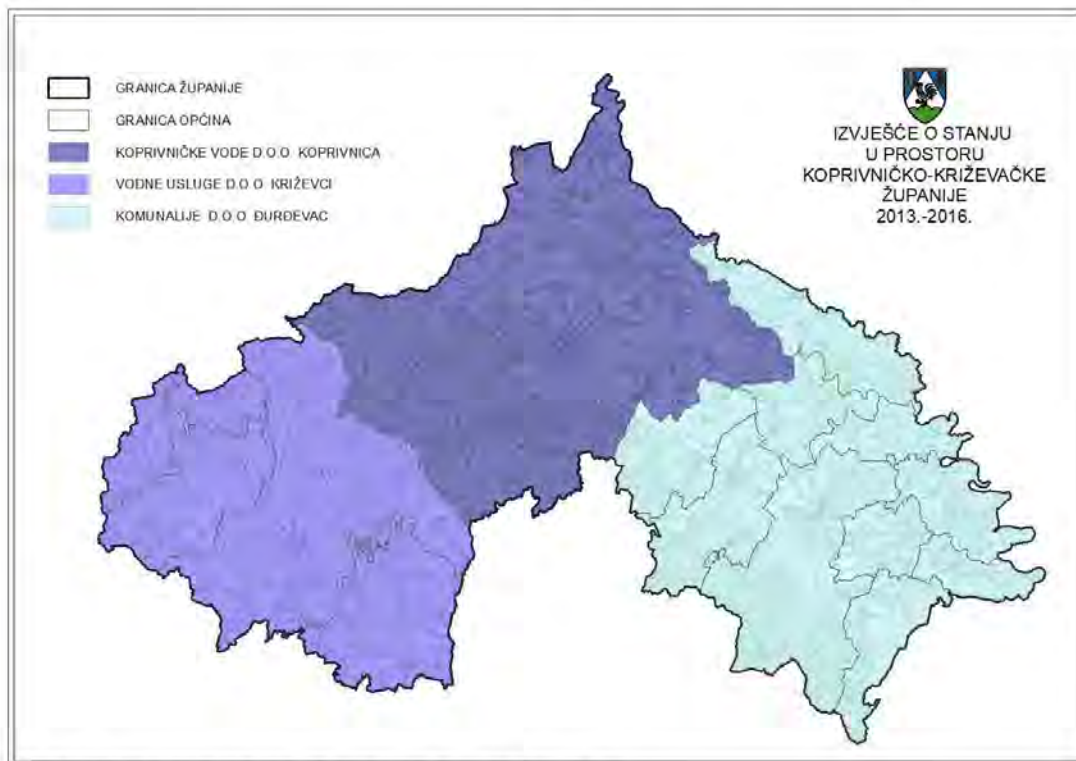 GRANICA ŽUPANIJE
GRANICA OPĆINA
KOPRIVNIČKE VODE D.O.O. KOPRIVNICA
VODNE USLUGE D.O.O. KRIŽEVCI
KOMUNALIJE D.O.O. ĐURĐEVAC
IZVJEŠĆE O STANJU
U PROSTORU
KOPRIVNIČKO-KRIŽEVAČKE
ŽUPANIJE
2013.-2016.